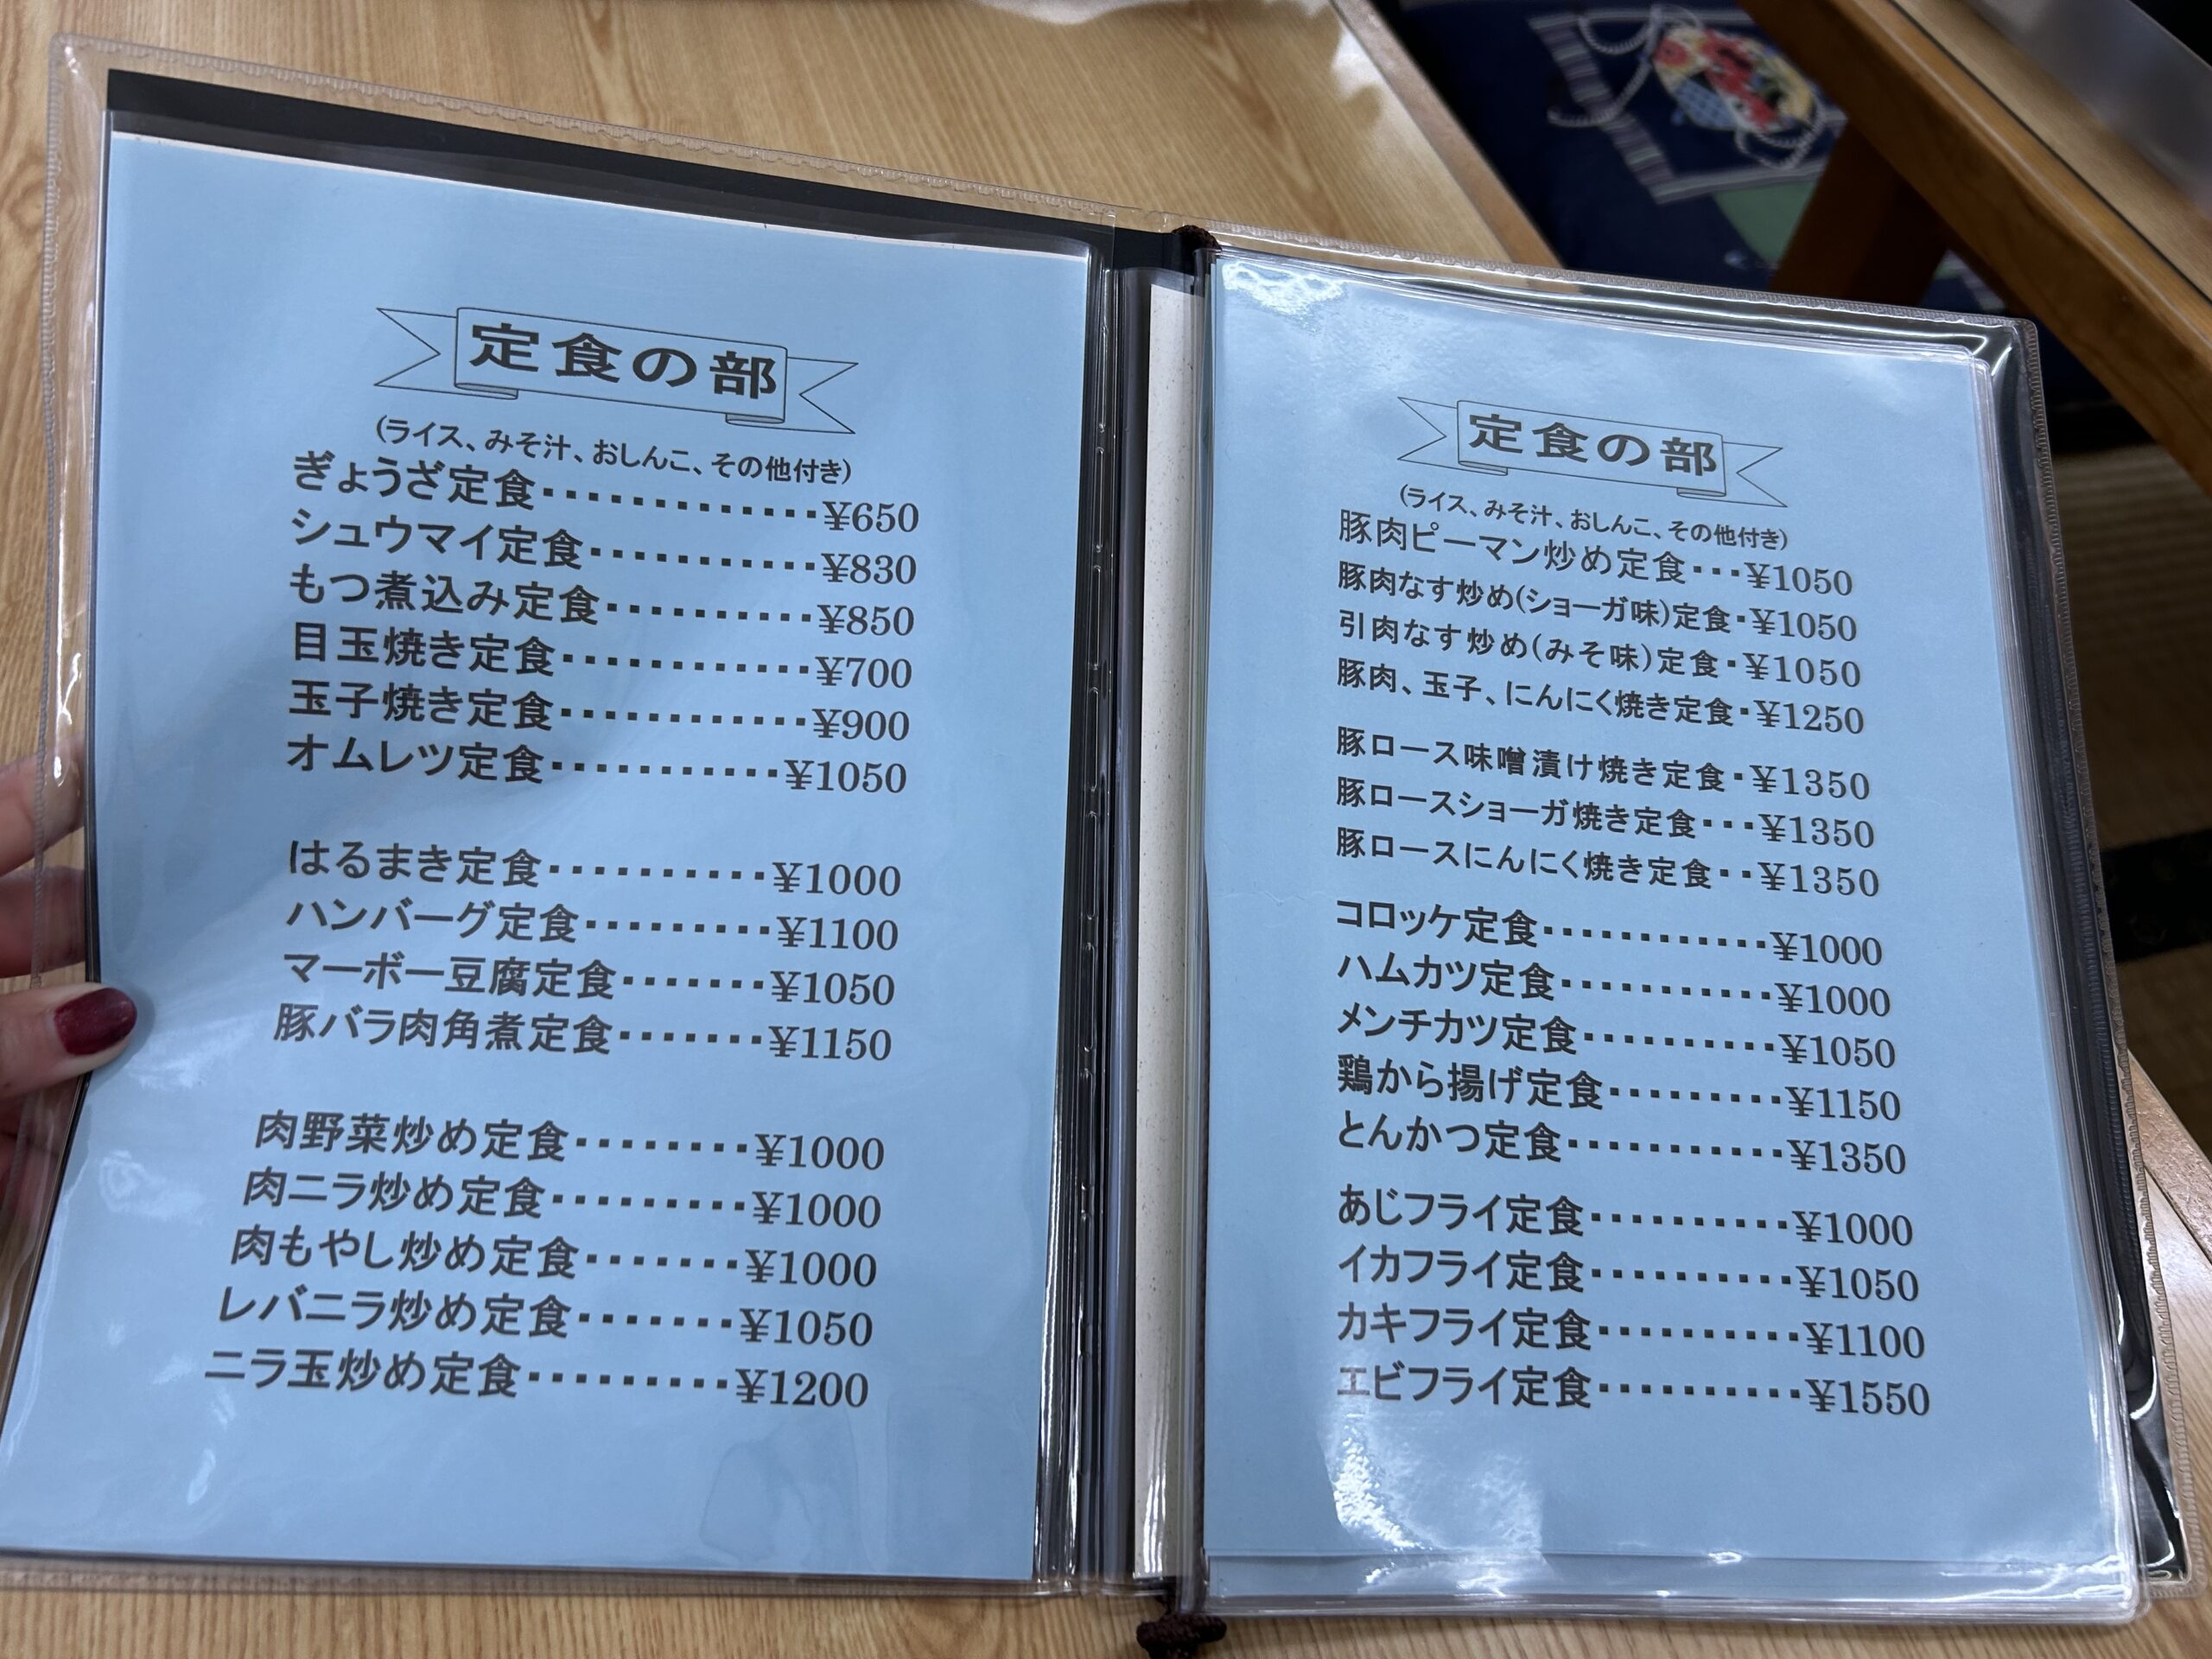 定食の部
(ライス、みそ汁、おしんこ、その他付き)
ぎょうざ定食‥‥‥‥‥‥‥¥650
シュウマイ定食‥‥‥‥‥‥¥830
もつ煮込み定食‥‥‥‥‥¥850
目玉焼き定食‥‥‥‥‥‥¥700
玉子焼き定食‥‥‥‥‥‥¥900
オムレツ定食‥‥‥‥‥‥¥1050
はるまき定食‥‥‥‥‥¥1000
ハンバーグ定食‥‥‥‥‥¥1100
マーボー豆腐定食‥‥‥‥¥1050
豚バラ肉角煮定食‥‥‥‥¥1150
肉野菜炒め定食‥‥‥‥¥1000
肉ニラ炒め定食‥‥‥‥‥¥1000
肉もやし炒め定食‥‥‥‥¥1000
レバニラ炒め定食‥‥‥‥¥1050
ニラ玉炒め定食‥‥‥‥‥¥1200
定食の部
(ライス、みそ汁、おしんこ、その他付き)
豚肉ピーマン炒め定食･･･¥1050
豚肉なす炒め(ショーガ味)定食･¥1050
引肉なす炒め(みそ味)定食･¥1050
豚肉、玉子、にんにく焼き定食･¥1250
豚ロース味噌漬け焼き定食･¥1350
豚ロースショーガ焼き定食･･･¥1350
豚ロースにんにく焼き定食･･¥1350
コロッケ定食‥‥‥‥‥‥¥1000
ハムカツ定食‥‥‥‥‥‥¥1000
メンチカツ定食‥‥‥‥‥¥1050
鶏から揚げ定食‥‥‥‥‥¥1150
とんかつ定食‥‥‥‥‥‥¥1350
あじフライ定食‥‥‥‥‥¥1000
イカフライ定食‥‥‥‥‥¥1050
カキフライ定食‥‥‥‥‥¥1100
エビフライ定食‥‥‥‥‥¥1550